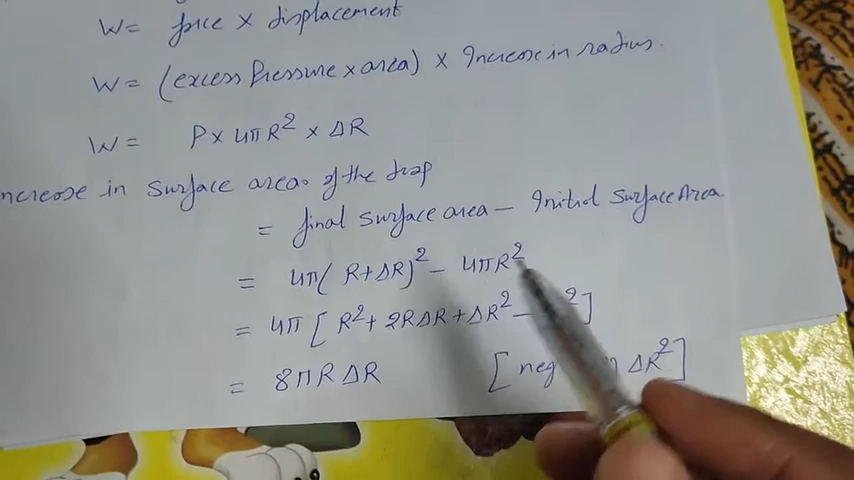 W = force × displacement
W = (excess Pressure × area) × Increase in radius.
W = P × 4πR² × ΔR
ncrease in surface area of the drop
= final surface area − Initial Surface Area
= 4π(R+ΔR)² − 4πR²
= 4π[R² + 2RΔR + ΔR² − ²]
= 8πRΔR [neg ΔR²]